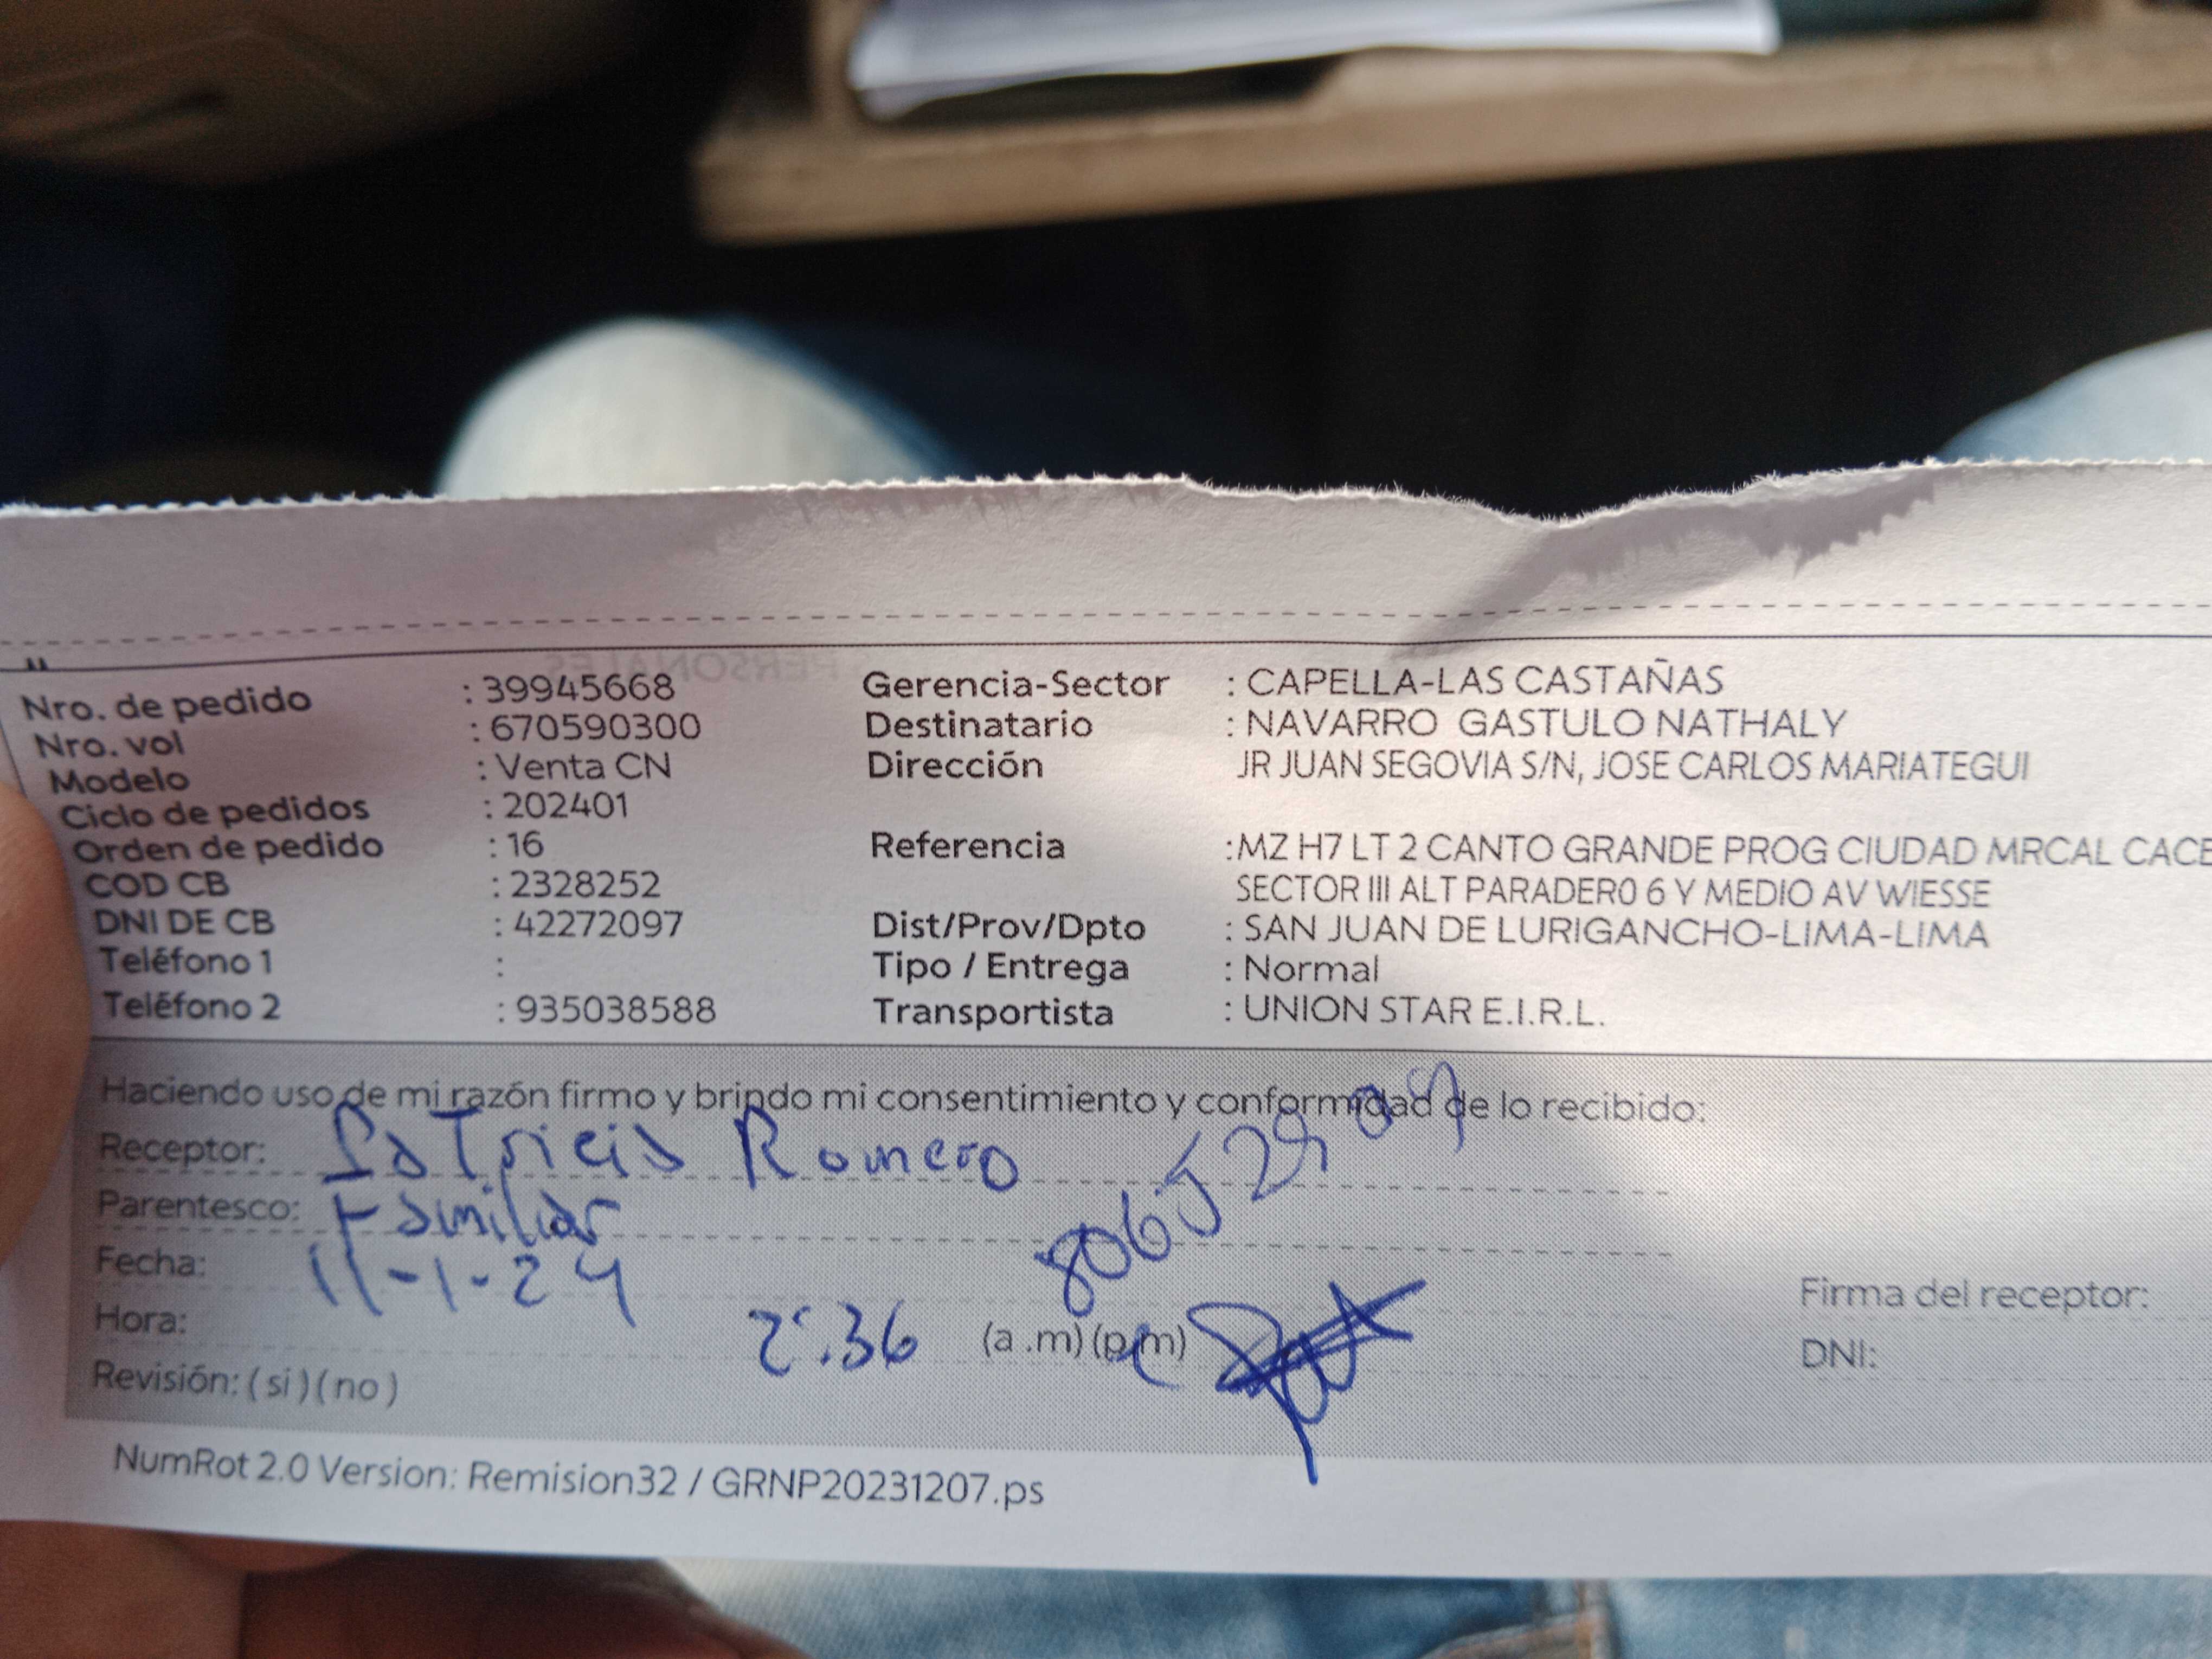 Nro. de pedido : 39945668
Nro. vol : 670590300
Modelo : Venta CN
Ciclo de pedidos : 202401
Orden de pedido : 16
COD CB : 2328252
DNI DE CB : 42272097
Teléfono 1 :
Teléfono 2 : 935038588
Gerencia-Sector : CAPELLA-LAS CASTAÑAS
Destinatario : NAVARRO GASTULO NATHALY
Dirección JR JUAN SEGOVIA S/N, JOSE CARLOS MARIATEGUI
Referencia :MZ H7 LT 2 CANTO GRANDE PROG CIUDAD MRCAL CACE
SECTOR III ALT PARADER0 6 Y MEDIO AV WIESSE
Dist/Prov/Dpto : SAN JUAN DE LURIGANCHO-LIMA-LIMA
Tipo / Entrega : Normal
Transportista : UNION STAR E.I.R.L.
Haciendo uso de mi razón firmo y brindo mi consentimiento y conformidad de lo recibido:
Receptor: Patricia Romero
Parentesco: Familiar
Fecha: 11-1-24
Hora: 2:36 (a .m) (p.m)
Revisión: ( si ) ( no )
Firma del receptor:
DNI:
NumRot 2.0 Version: Remision32 / GRNP20231207.ps